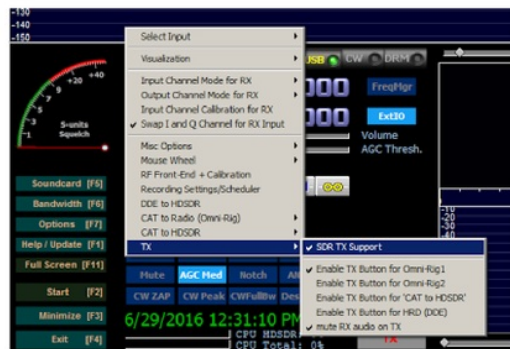 -130
-140
-150
Select Input
Visualization
Input Channel Mode for RX
Output Channel Mode for RX
Input Channel Calibration for RX
✓ Swap I and Q Channel for RX Input
Misc Options
Mouse Wheel
RF Front-End + Calibration
Recording Settings/Scheduler
DDE to HDSDR
CAT to Radio (Omni-Rig)
CAT to HDSDR
TX
✓ SDR TX Support
✓ Enable TX Button for Omni-Rig1
Enable TX Button for Omni-Rig2
Enable TX Button for 'CAT to HDSDR'
Enable TX Button for HRD (DDE)
✓ mute RX audio on TX
USB CW DRM
FreqMgr
ExtIO
Volume
AGC Thresh.
1 3 5 7 9 +20 +40
S-units
Squelch
Soundcard [F5]
Bandwidth [F6]
Options [F7]
Help / Update [F1]
Full Screen [F11]
Start [F2]
Minimize [F3]
Exit [F4]
Mute AGC Med Notch
CW ZAP CW Peak CWFullBw
6/29/2016 12:31:10 PM
CPU HDSDR:
CPU Total: 0%
TX
-20
-30
-40
-50